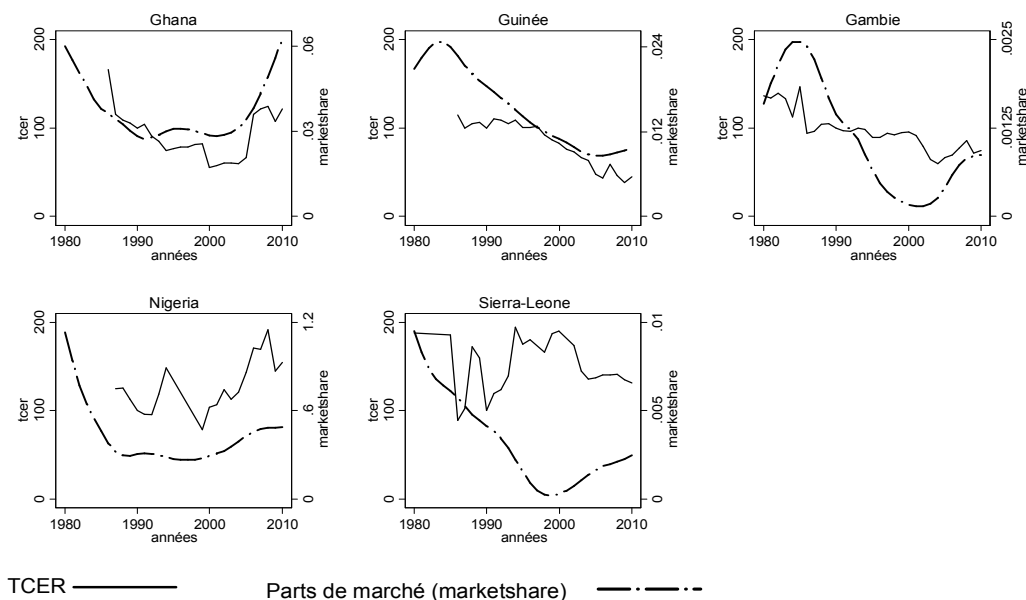 Ghana
200
100
0
tcer
.06
.03
0
marketshare
1980 1990 2000 2010
années
Guinée
200
100
0
tcer
.024
.012
0
marketshare
1980 1990 2000 2010
années
Gambie
200
100
0
tcer
.0025
.00125
0
marketshare
1980 1990 2000 2010
années
Nigeria
200
100
0
tcer
1.2
.6
0
marketshare
1980 1990 2000 2010
années
Sierra-Leone
200
100
0
tcer
.01
.005
0
marketshare
1980 1990 2000 2010
années
TCER
Parts de marché (marketshare)